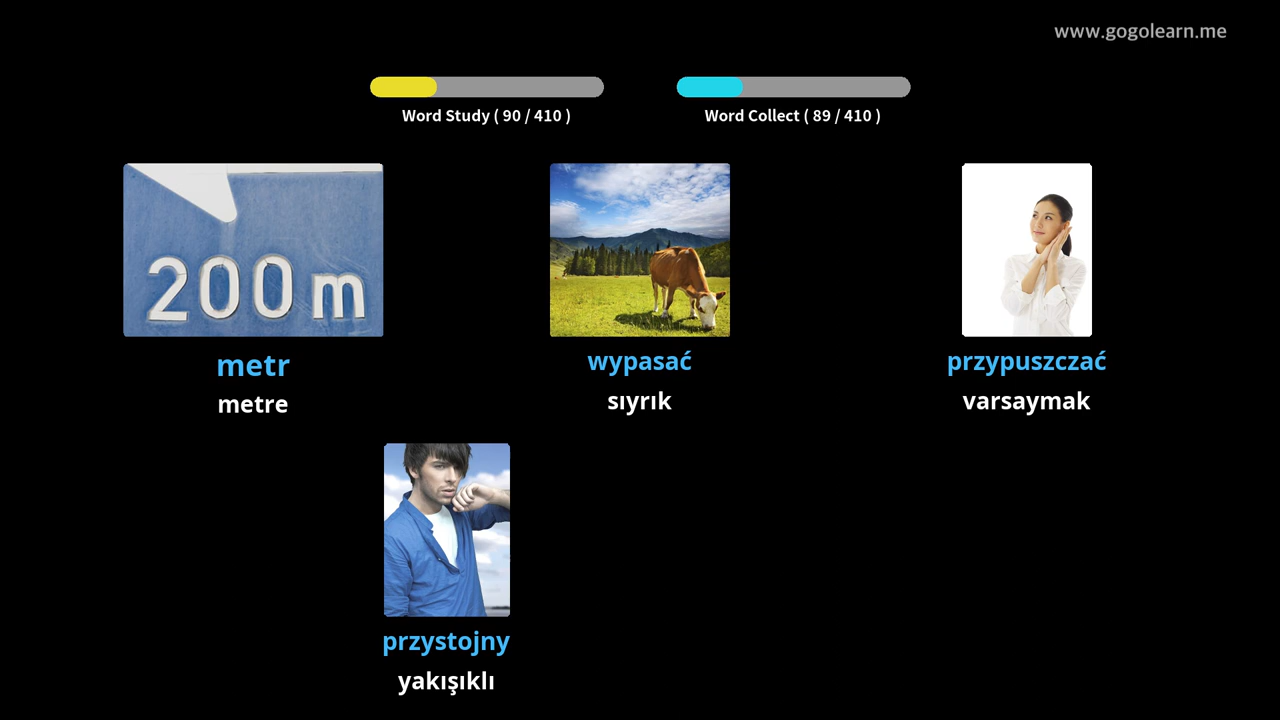 www.gogolearn.me
Word Study ( 90 / 410 )
Word Collect ( 89 / 410 )
200 m
metr
metre
wypasać
sıyrık
przypuszczać
varsaymak
przystojny
yakışıklı